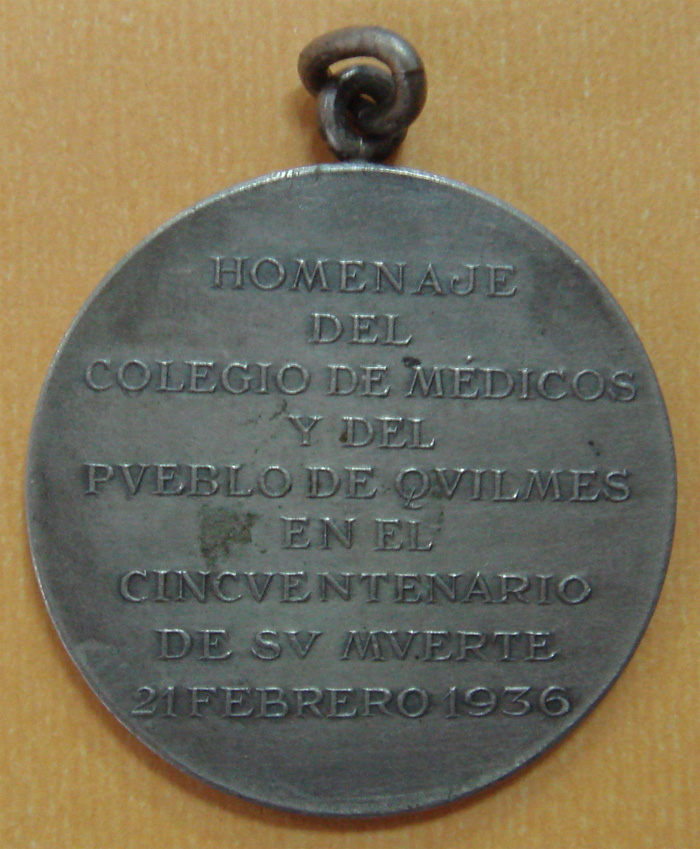 HOMENAJE
DEL
COLEGIO DE MÉDICOS
Y DEL
PVEBLO DE QVILMES
EN EL
CINCVENTENARIO
DE SV MVERTE
21 FEBRERO 1936